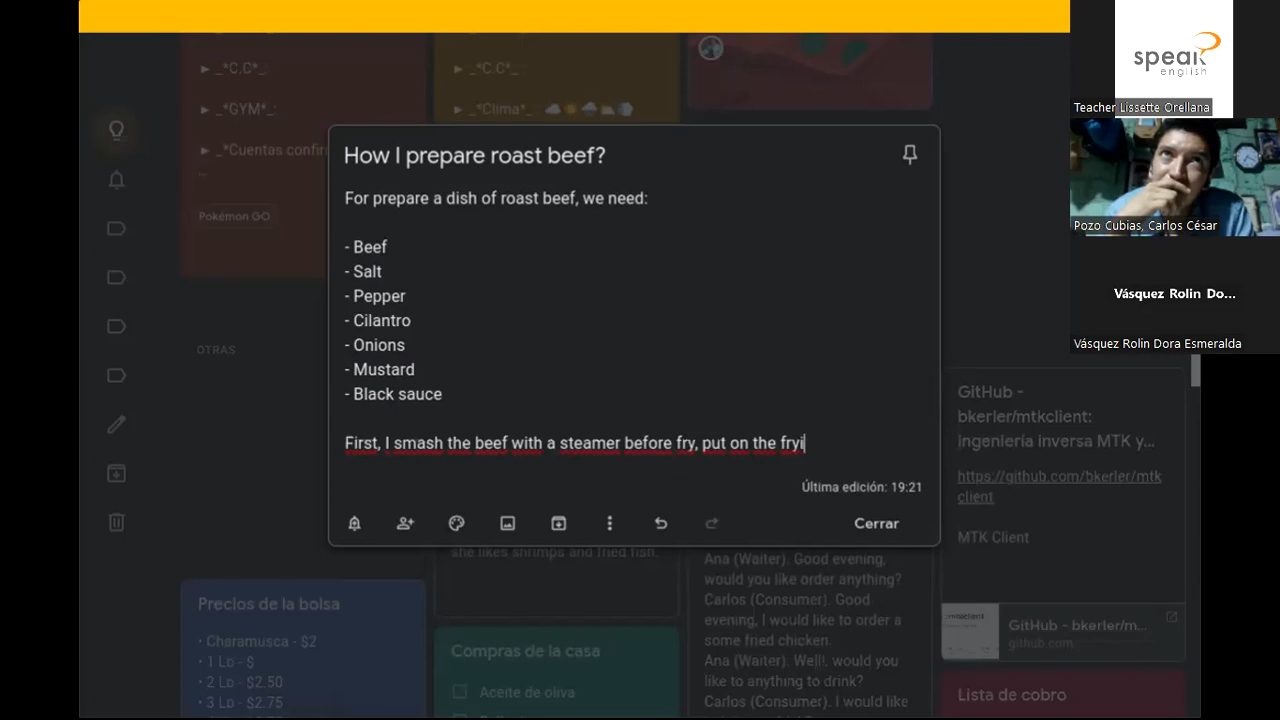 ► _*C.C*_:
► _*GYM*_:
► _*Cuentas confir
Pokémon GO
► _*C.C*_:
► _*Clima*_:
OTRAS
How I prepare roast beef?
For prepare a dish of roast beef, we need:
- Beef
- Salt
- Pepper
- Cilantro
- Onions
- Mustard
- Black sauce
First, I smash the beef with a steamer before fry, put on the fryi
Última edición: 19:21
Cerrar
she likes shrimps and fried fish.
Precios de la bolsa
• Charamusca - $2
• 1 Lb - $
• 2 Lb - $2.50
• 3 Lb - $2.75
Compras de la casa
Aceite de oliva
Ana (Waiter). Good evening,
would you like order anything?
Carlos (Consumer). Good
evening, I would like to order a
some fried chicken.
Ana (Waiter). Well!, would you
like to anything to drink?
Carlos (Consumer). I would like
GitHub -
bkerler/mtkclient:
Ingeniería inversa MTK y...
https://github.com/bkerler/mtk
client
MTK Client
GitHub - bkerler/m...
github.com
Lista de cobro
speak
english
Teacher Lissette Orellana
Pozo Cubias, Carlos César
Vásquez Rolin Do...
Vásquez Rolin Dora Esmeralda